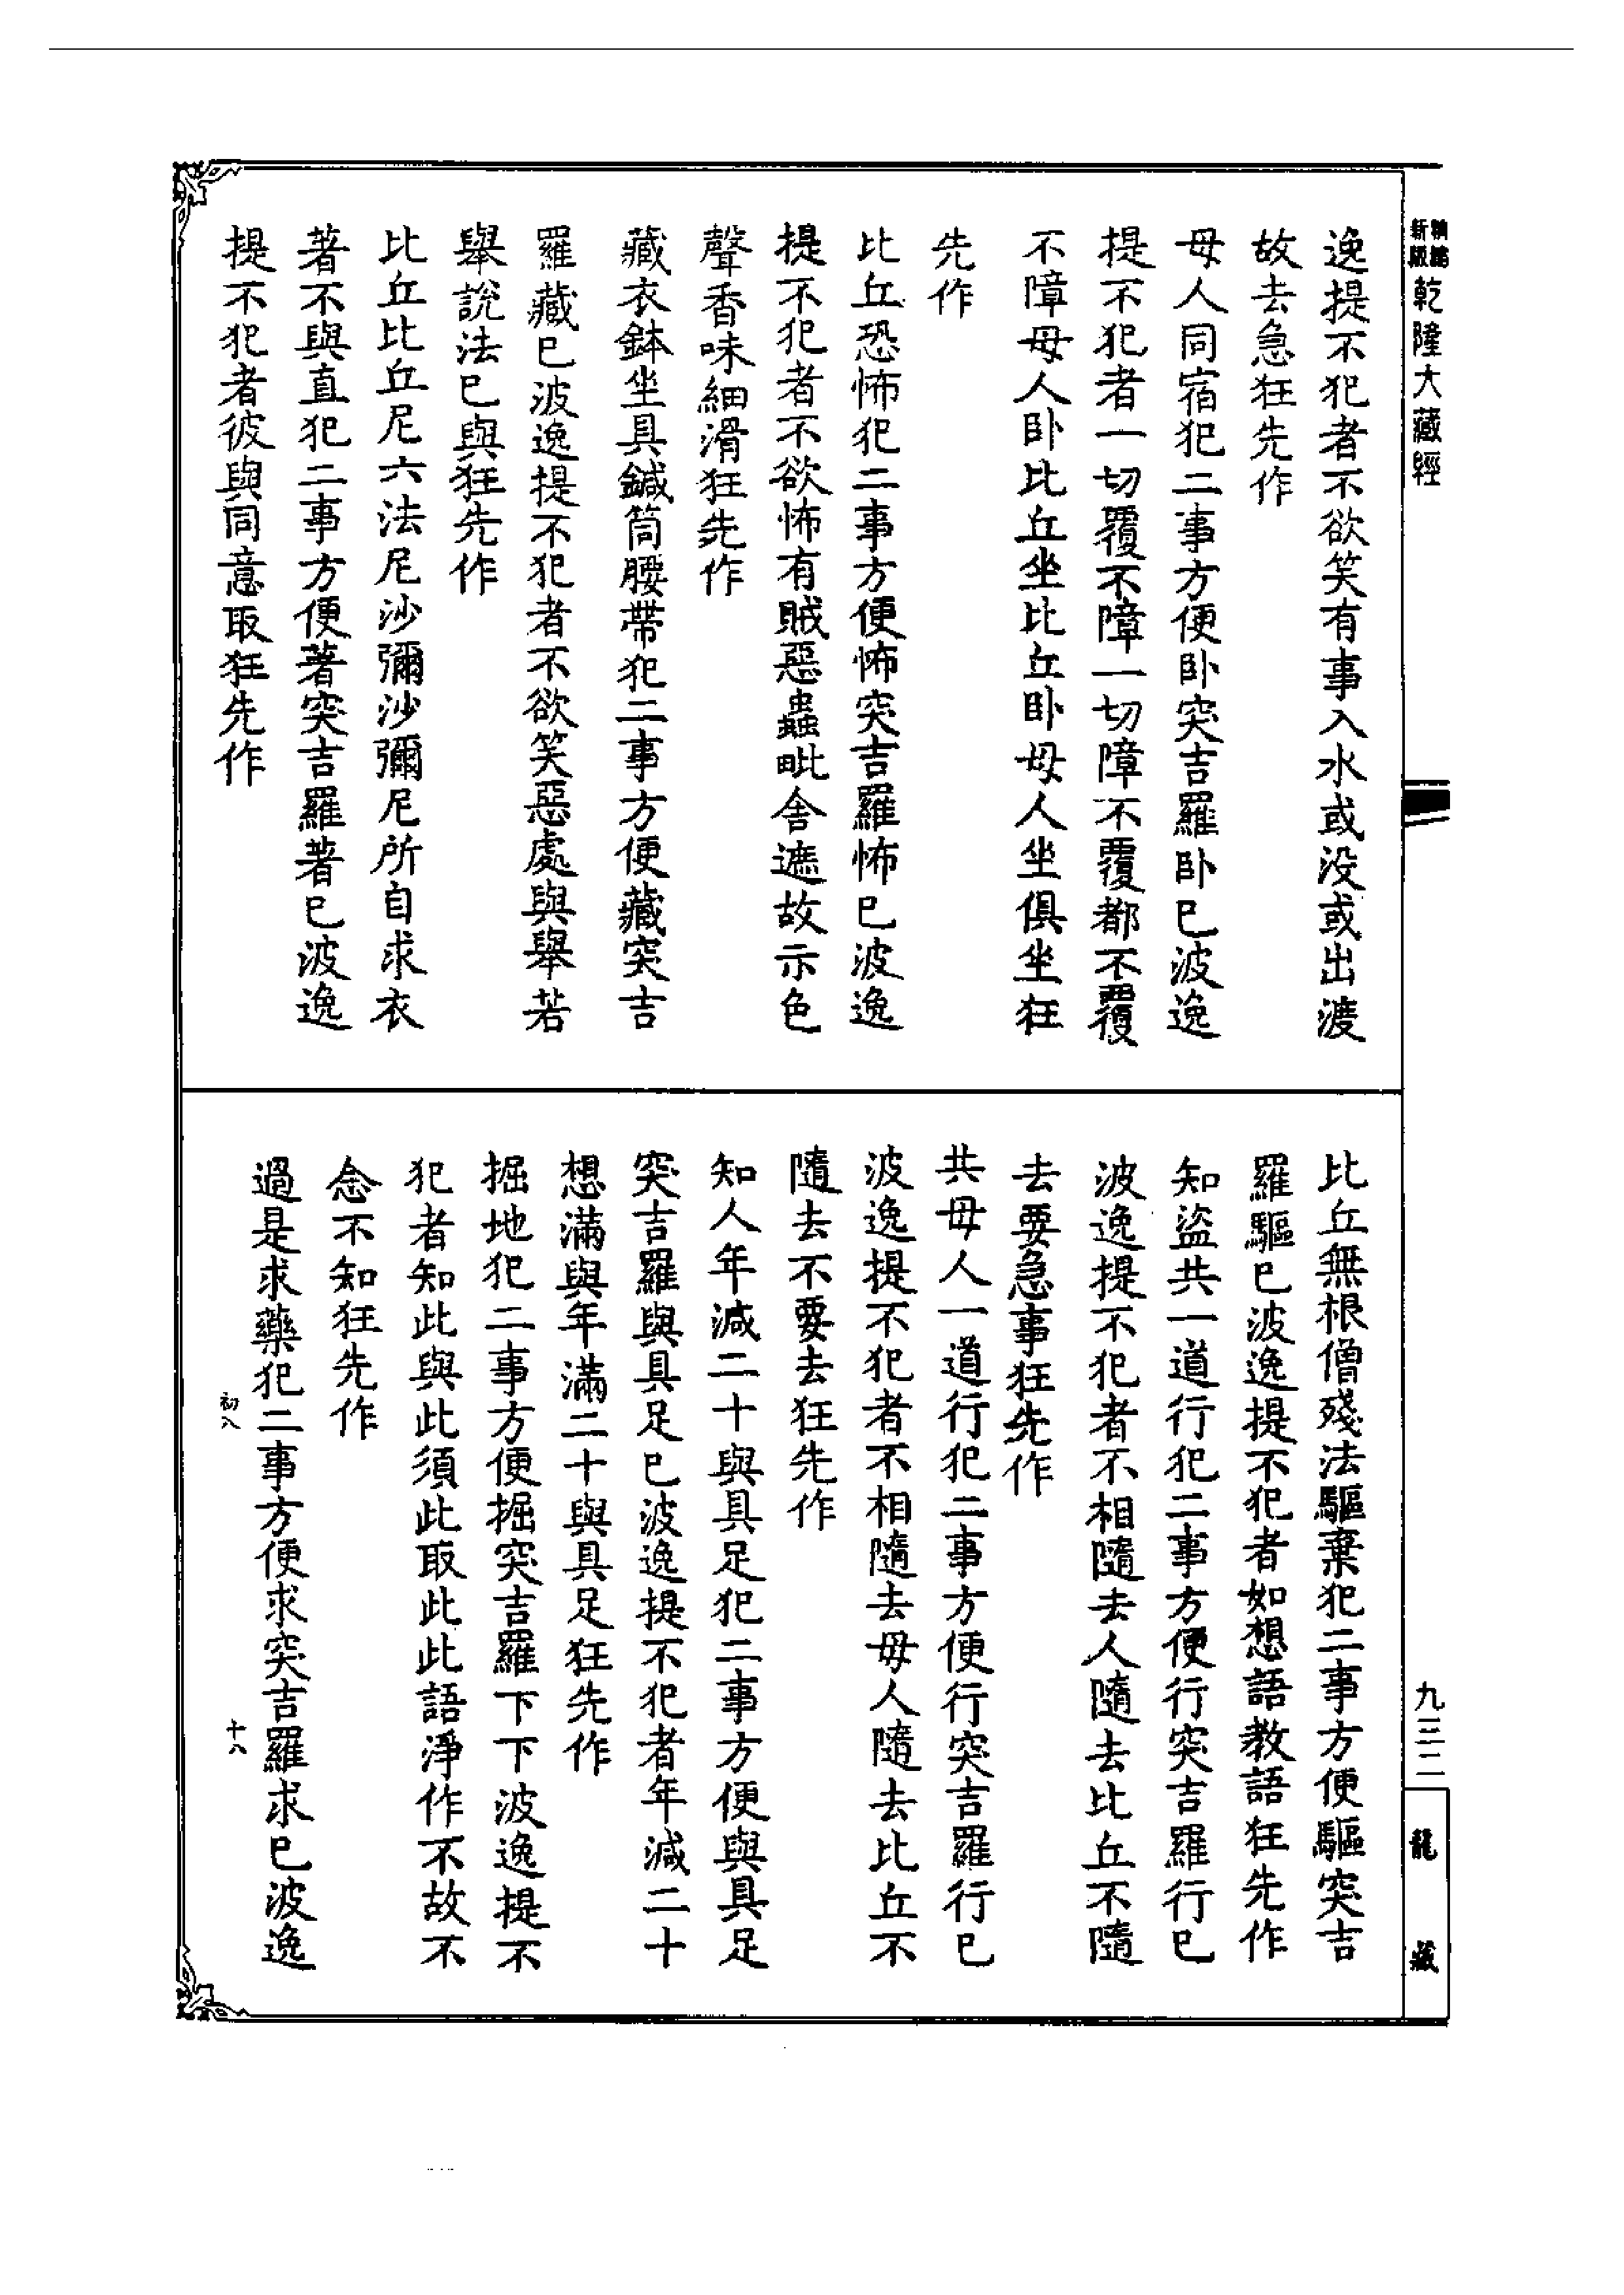 新編
縮版
乾隆大藏經
逸提不犯者不欲笑有事入水或没或出渡
故去急狂先作
母人同宿犯二事方便卧突吉羅卧巳波逸
提不犯者一切覆不障一切障不覆都不覆
不障母人卧比丘坐比丘卧母人坐俱坐狂
先作
比丘恐怖犯二事方便怖突吉羅怖巳波逸
提不犯者不欲怖有賊惡蟲毗舍遮故示色
聲香味細滑狂先作
藏衣鉢坐具鍼筒腰帶犯二事方便藏突吉
羅藏巳波逸提不犯者不欲笑惡處與舉若
舉說法巳與狂先作
比丘比丘尼六法尼沙彌沙彌尼所自求衣
著不與直犯二事方便著突吉羅著巳波逸
提不犯者彼與同意取狂先作
比丘無根僧殘法驅棄犯二事方便驅突吉
羅驅巳波逸提不犯者如想語教語狂先作
知盜共一道行犯二事方便行突吉羅行巳
波逸提不犯者不相隨去人隨去比丘不隨
去要急事狂先作
共母人一道行犯二事方便行突吉羅行巳
波逸提不犯者不相隨去母人隨去比丘不
隨去不要去狂先作
知人年減二十與具足犯二事方便與具足
突吉羅與具足巳波逸提不犯者年減二十
想滿與年滿二十與具足狂先作
掘地犯二事方便掘突吉羅下下波逸提不
犯者知此與此須此取此此語淨作不故不
念不知狂先作
過是求藥犯二事方便求突吉羅求巳波逸
初八
十八
九三二
龍藏